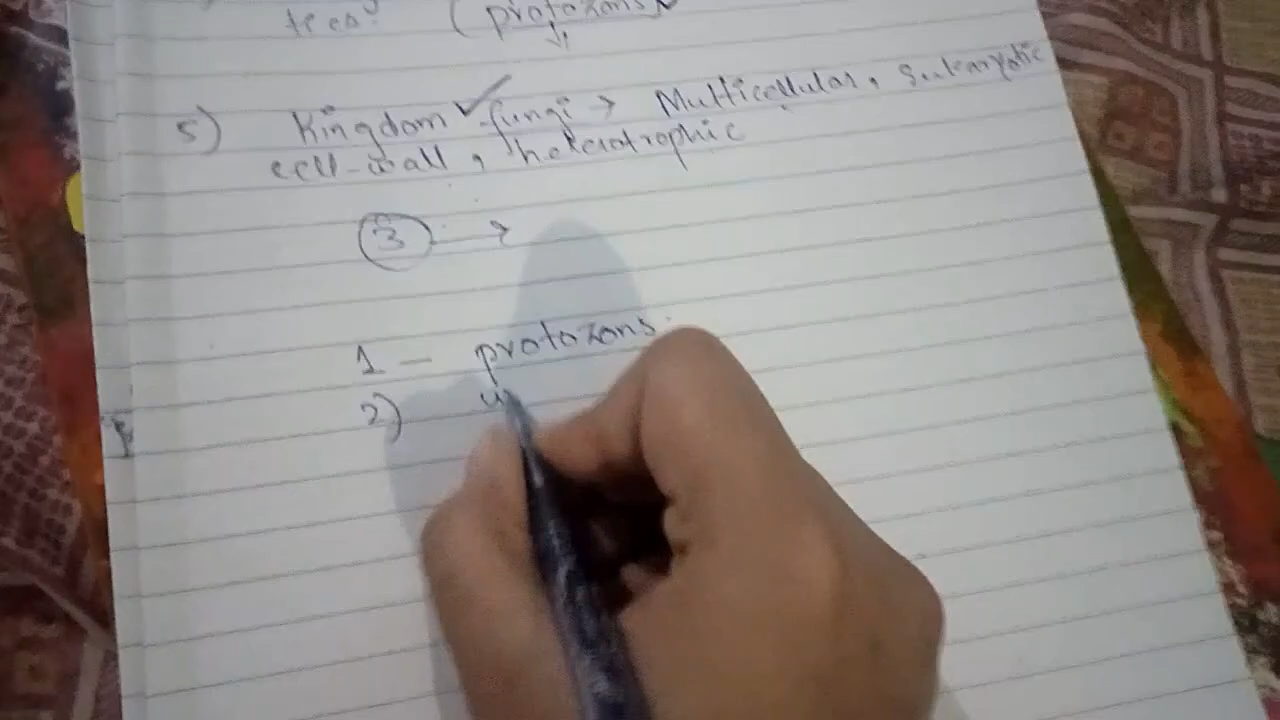 (protozons)
5) Kingdom fungi → Multicellular, eukaryotic
cell-wall, heterotrophic
3 →
1 - protozons
2)